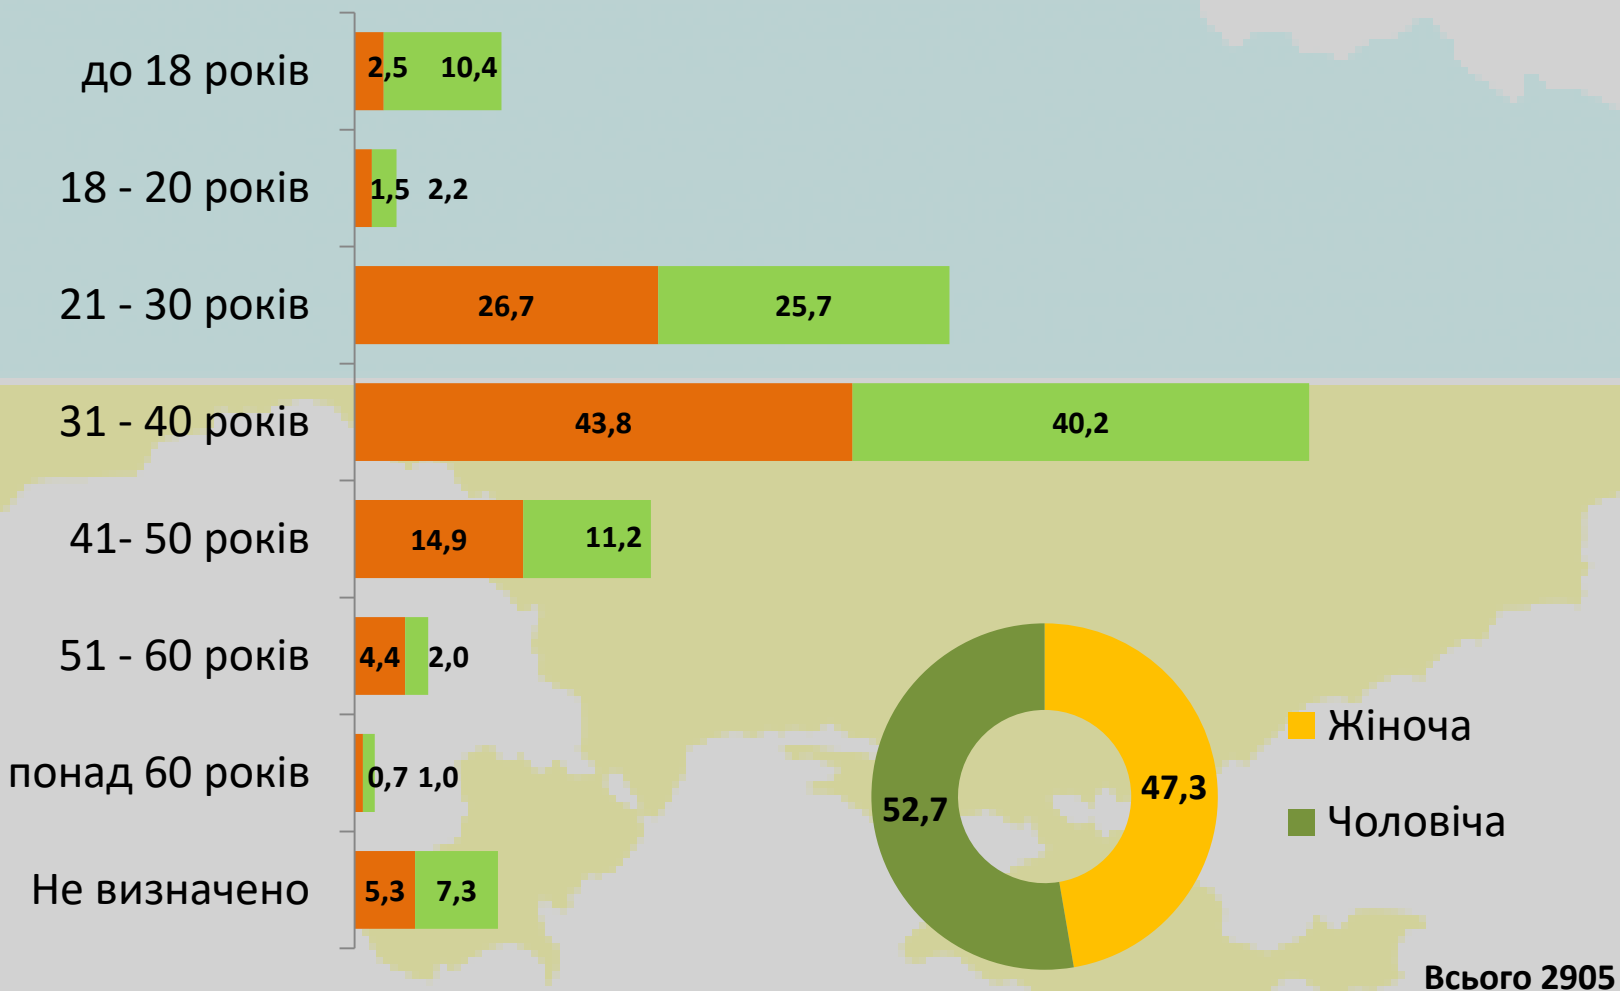 до 18 років 2,5 10,4
18 - 20 років 1,5 2,2
21 - 30 років 26,7 25,7
31 - 40 років 43,8 40,2
41- 50 років 14,9 11,2
51 - 60 років 4,4 2,0
понад 60 років 0,7 1,0
Не визначено 5,3 7,3
52,7 47,3
Жіноча
Чоловіча
Всього 2905